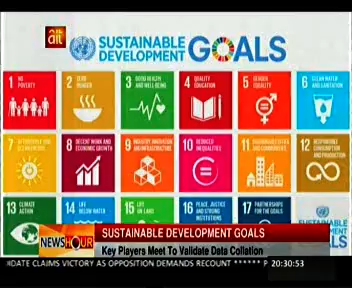 ait
SUSTAINABLE
DEVELOPMENT
GOALS
1 NO
POVERTY
2 ZERO
HUNGER
3 GOOD HEALTH
AND WELL-BEING
4 QUALITY
EDUCATION
5 GENDER
EQUALITY
6 CLEAN WATER
AND SANITATION
7 AFFORDABLE AND
CLEAN ENERGY
8 DECENT WORK AND
ECONOMIC GROWTH
9 INDUSTRY, INNOVATION
AND INFRASTRUCTURE
10 REDUCED
INEQUALITIES
11 SUSTAINABLE CITIES
AND COMMUNITIES
12 RESPONSIBLE
CONSUMPTION
AND PRODUCTION
13 CLIMATE
ACTION
14 LIFE
BELOW WATER
15 LIFE
ON LAND
16 PEACE, JUSTICE
AND STRONG
INSTITUTIONS
17 PARTNERSHIPS
FOR THE GOALS
SUSTAINABLE
DEVELOPMENT
NEWS
HOUR
SUSTAINABLE DEVELOPMENT GOALS
Key Players Meet To Validate Data Collation
IDATE CLAIMS VICTORY AS OPPOSITION DEMANDS RECOUNT ****** P
20:30:53